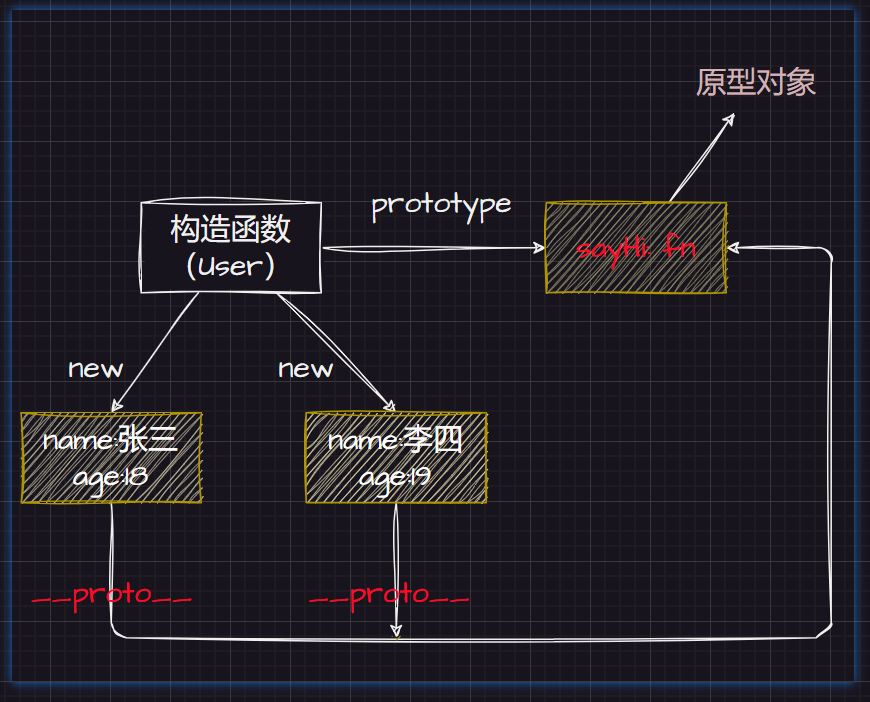 原型对象
prototype
构造函数
(User)
sayHi: fn
new
new
name:张三
age:18
name:李四
age:19
__proto__
__proto__